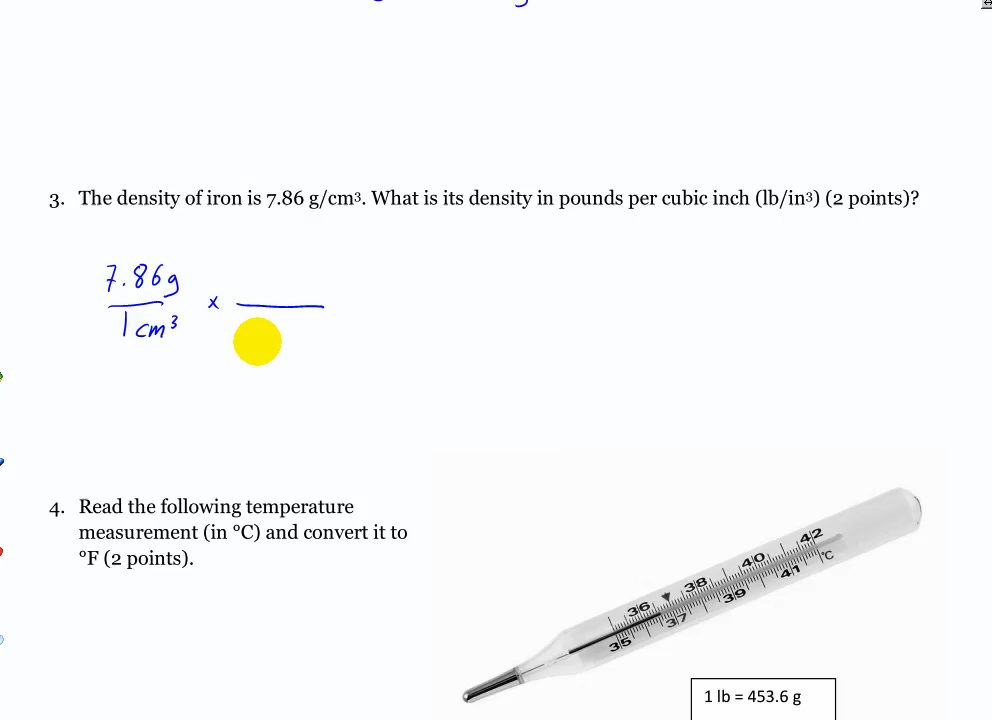 3. The density of iron is 7.86 g/cm³. What is its density in pounds per cubic inch (lb/in³) (2 points)?
7.86g
×
1 cm³
4. Read the following temperature
measurement (in °C) and convert it to
°F (2 points).
36 38 40 42
35 37 39 41 °C
1 lb = 453.6 g